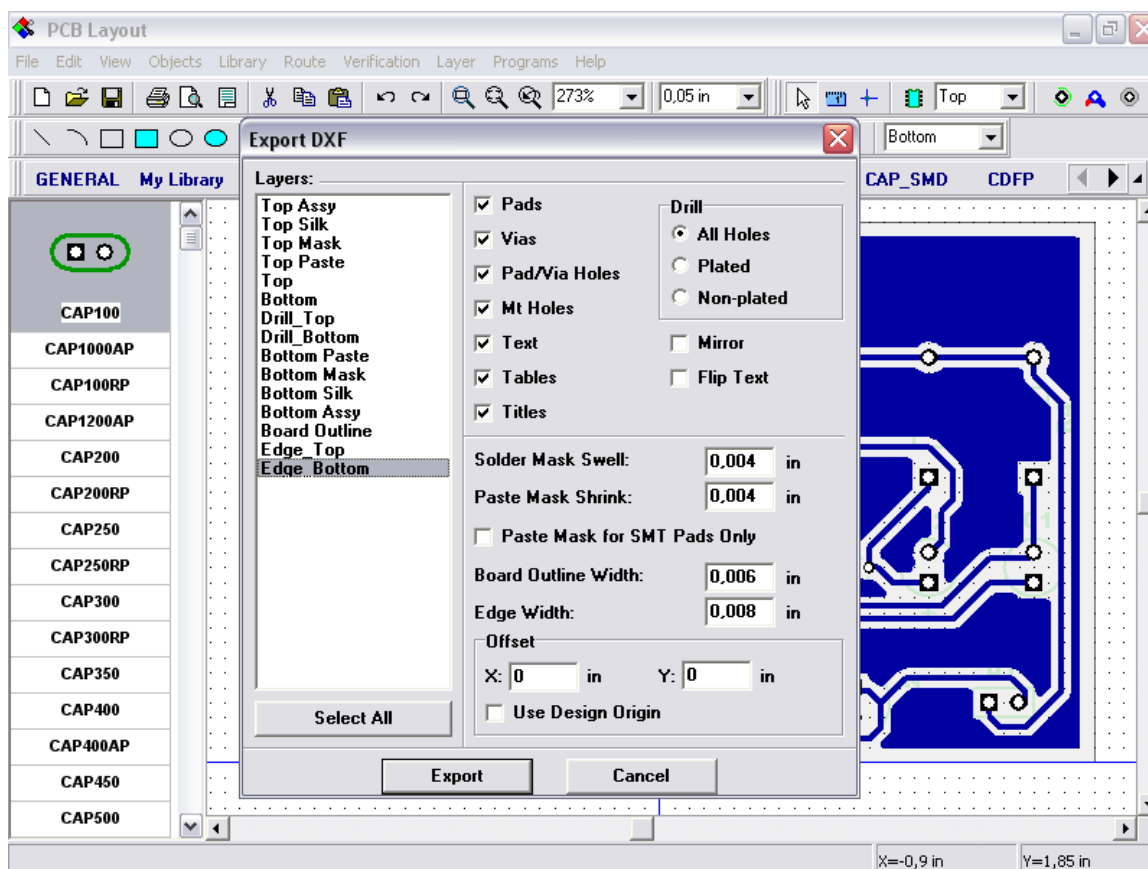 PCB Layout
File Edit View Objects Library Route Verification Layer Programs Help
273% 0,05 in Top
Bottom
GENERAL My Library CAP_SMD CDFP
CAP100
CAP1000AP
CAP100RP
CAP1200AP
CAP200
CAP200RP
CAP250
CAP250RP
CAP300
CAP300RP
CAP350
CAP400
CAP400AP
CAP450
CAP500
Export DXF
Layers:
Top Assy
Top Silk
Top Mask
Top Paste
Top
Bottom
Drill_Top
Drill_Bottom
Bottom Paste
Bottom Mask
Bottom Silk
Bottom Assy
Board Outline
Edge_Top
Edge_Bottom
Select All
Pads
Vias
Pad/Via Holes
Mt Holes
Text
Tables
Titles
Drill
All Holes
Plated
Non-plated
Mirror
Flip Text
Solder Mask Swell: 0,004 in
Paste Mask Shrink: 0,004 in
Paste Mask for SMT Pads Only
Board Outline Width: 0,006 in
Edge Width: 0,008 in
Offset
X: 0 in Y: 0 in
Use Design Origin
Export Cancel
X=-0,9 in Y=1,85 in